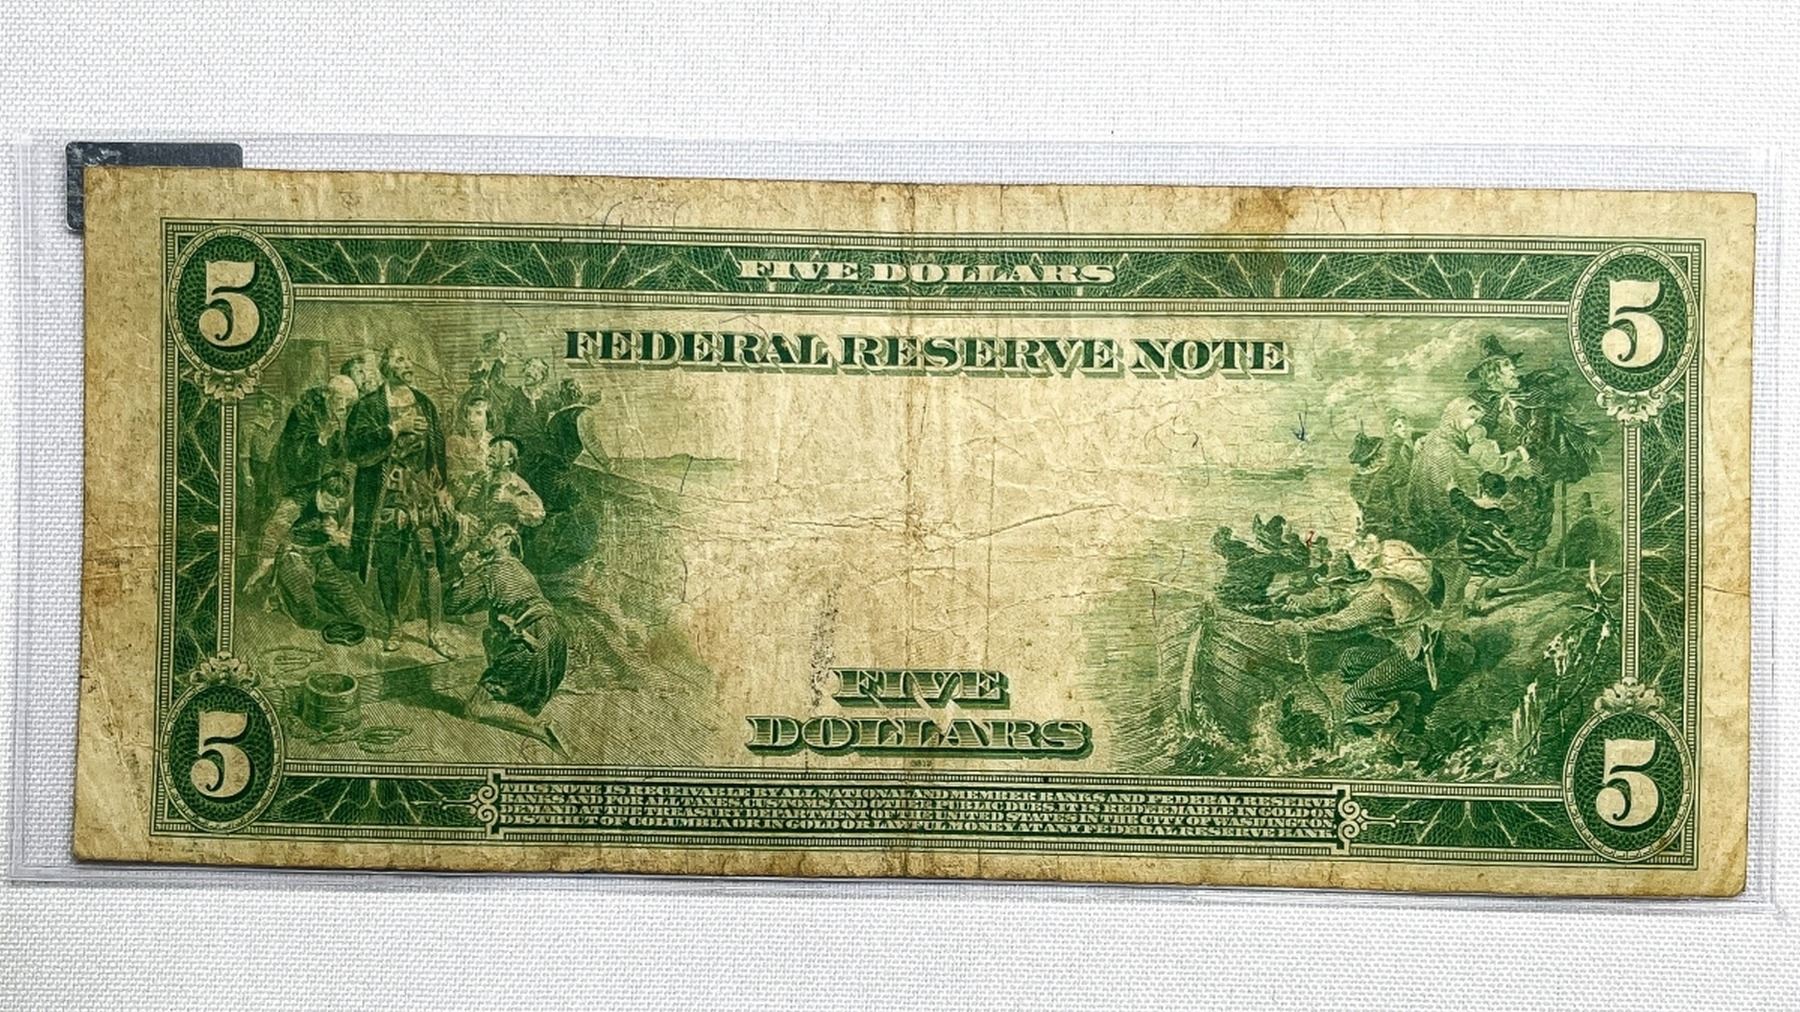 5 FIVE DOLLARS 5
FEDERAL RESERVE NOTE
FIVE
DOLLARS
5 5
THIS NOTE IS RECEIVABLE BY ALL NATIONAL AND MEMBER BANKS AND FEDERAL RESERVE
BANKS AND FOR ALL TAXES, CUSTOMS AND OTHER PUBLIC DUES. IT IS REDEEMABLE IN GOLD
ON DEMAND AT THE TREASURY DEPARTMENT OF THE UNITED STATES IN THE CITY OF WASHINGTON
DISTRICT OF COLUMBIA OR IN GOLD OR LAWFUL MONEY AT ANY FEDERAL RESERVE BANK